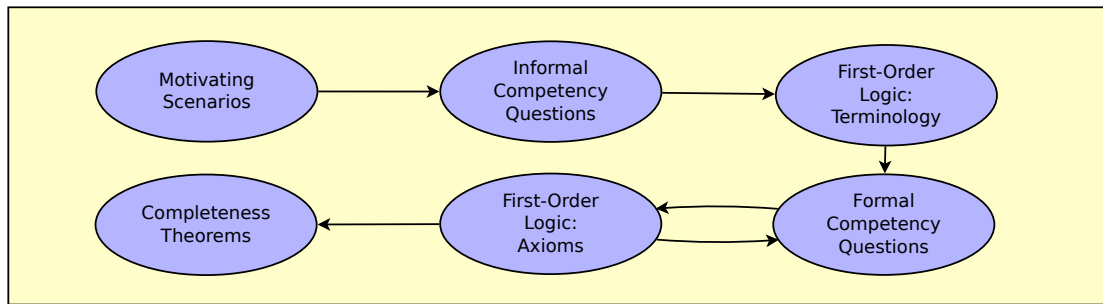 Motivating
Scenarios
Informal
Competency
Questions
First-Order
Logic:
Terminology
Completeness
Theorems
First-Order
Logic:
Axioms
Formal
Competency
Questions